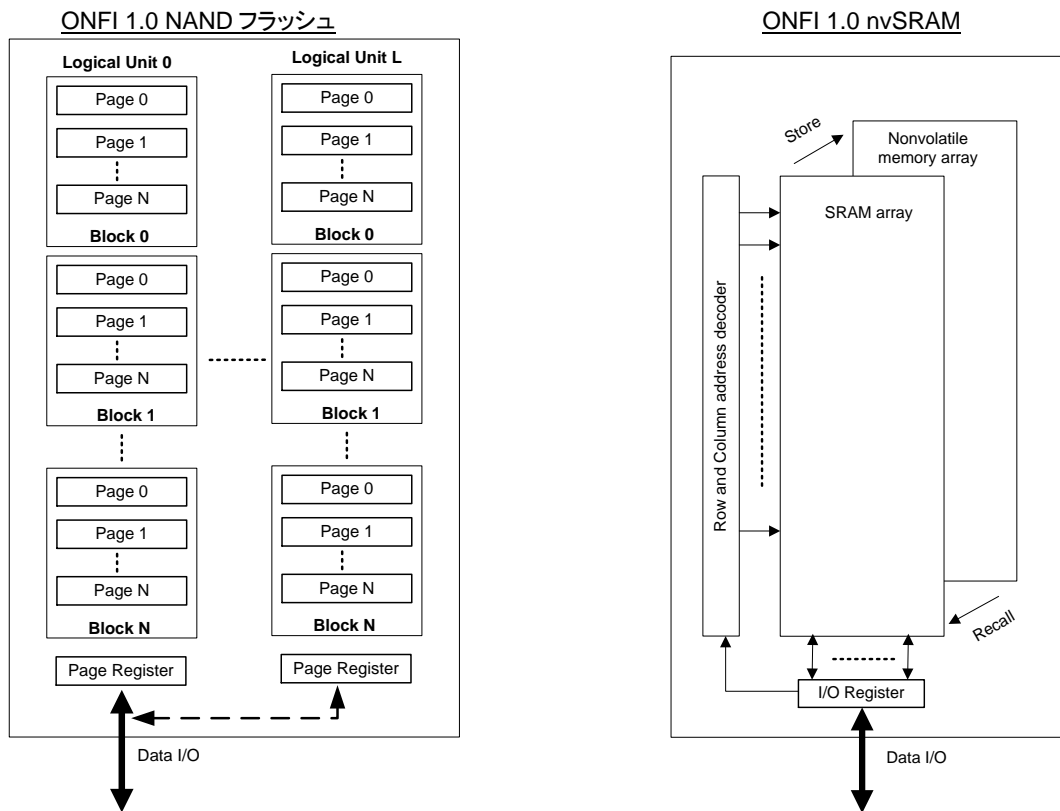 ONFI 1.0 NAND フラッシュ
Logical Unit 0
Page 0
Page 1
Page N
Block 0
Page 0
Page 1
Page N
Block 1
Page 0
Page 1
Page N
Block N
Page Register
Logical Unit L
Page 0
Page 1
Page N
Block 0
Page 0
Page 1
Page N
Block 1
Page 0
Page 1
Page N
Block N
Page Register
Data I/O
ONFI 1.0 nvSRAM
Store
Nonvolatile
memory array
SRAM array
Row and Column address decoder
Recall
I/O Register
Data I/O